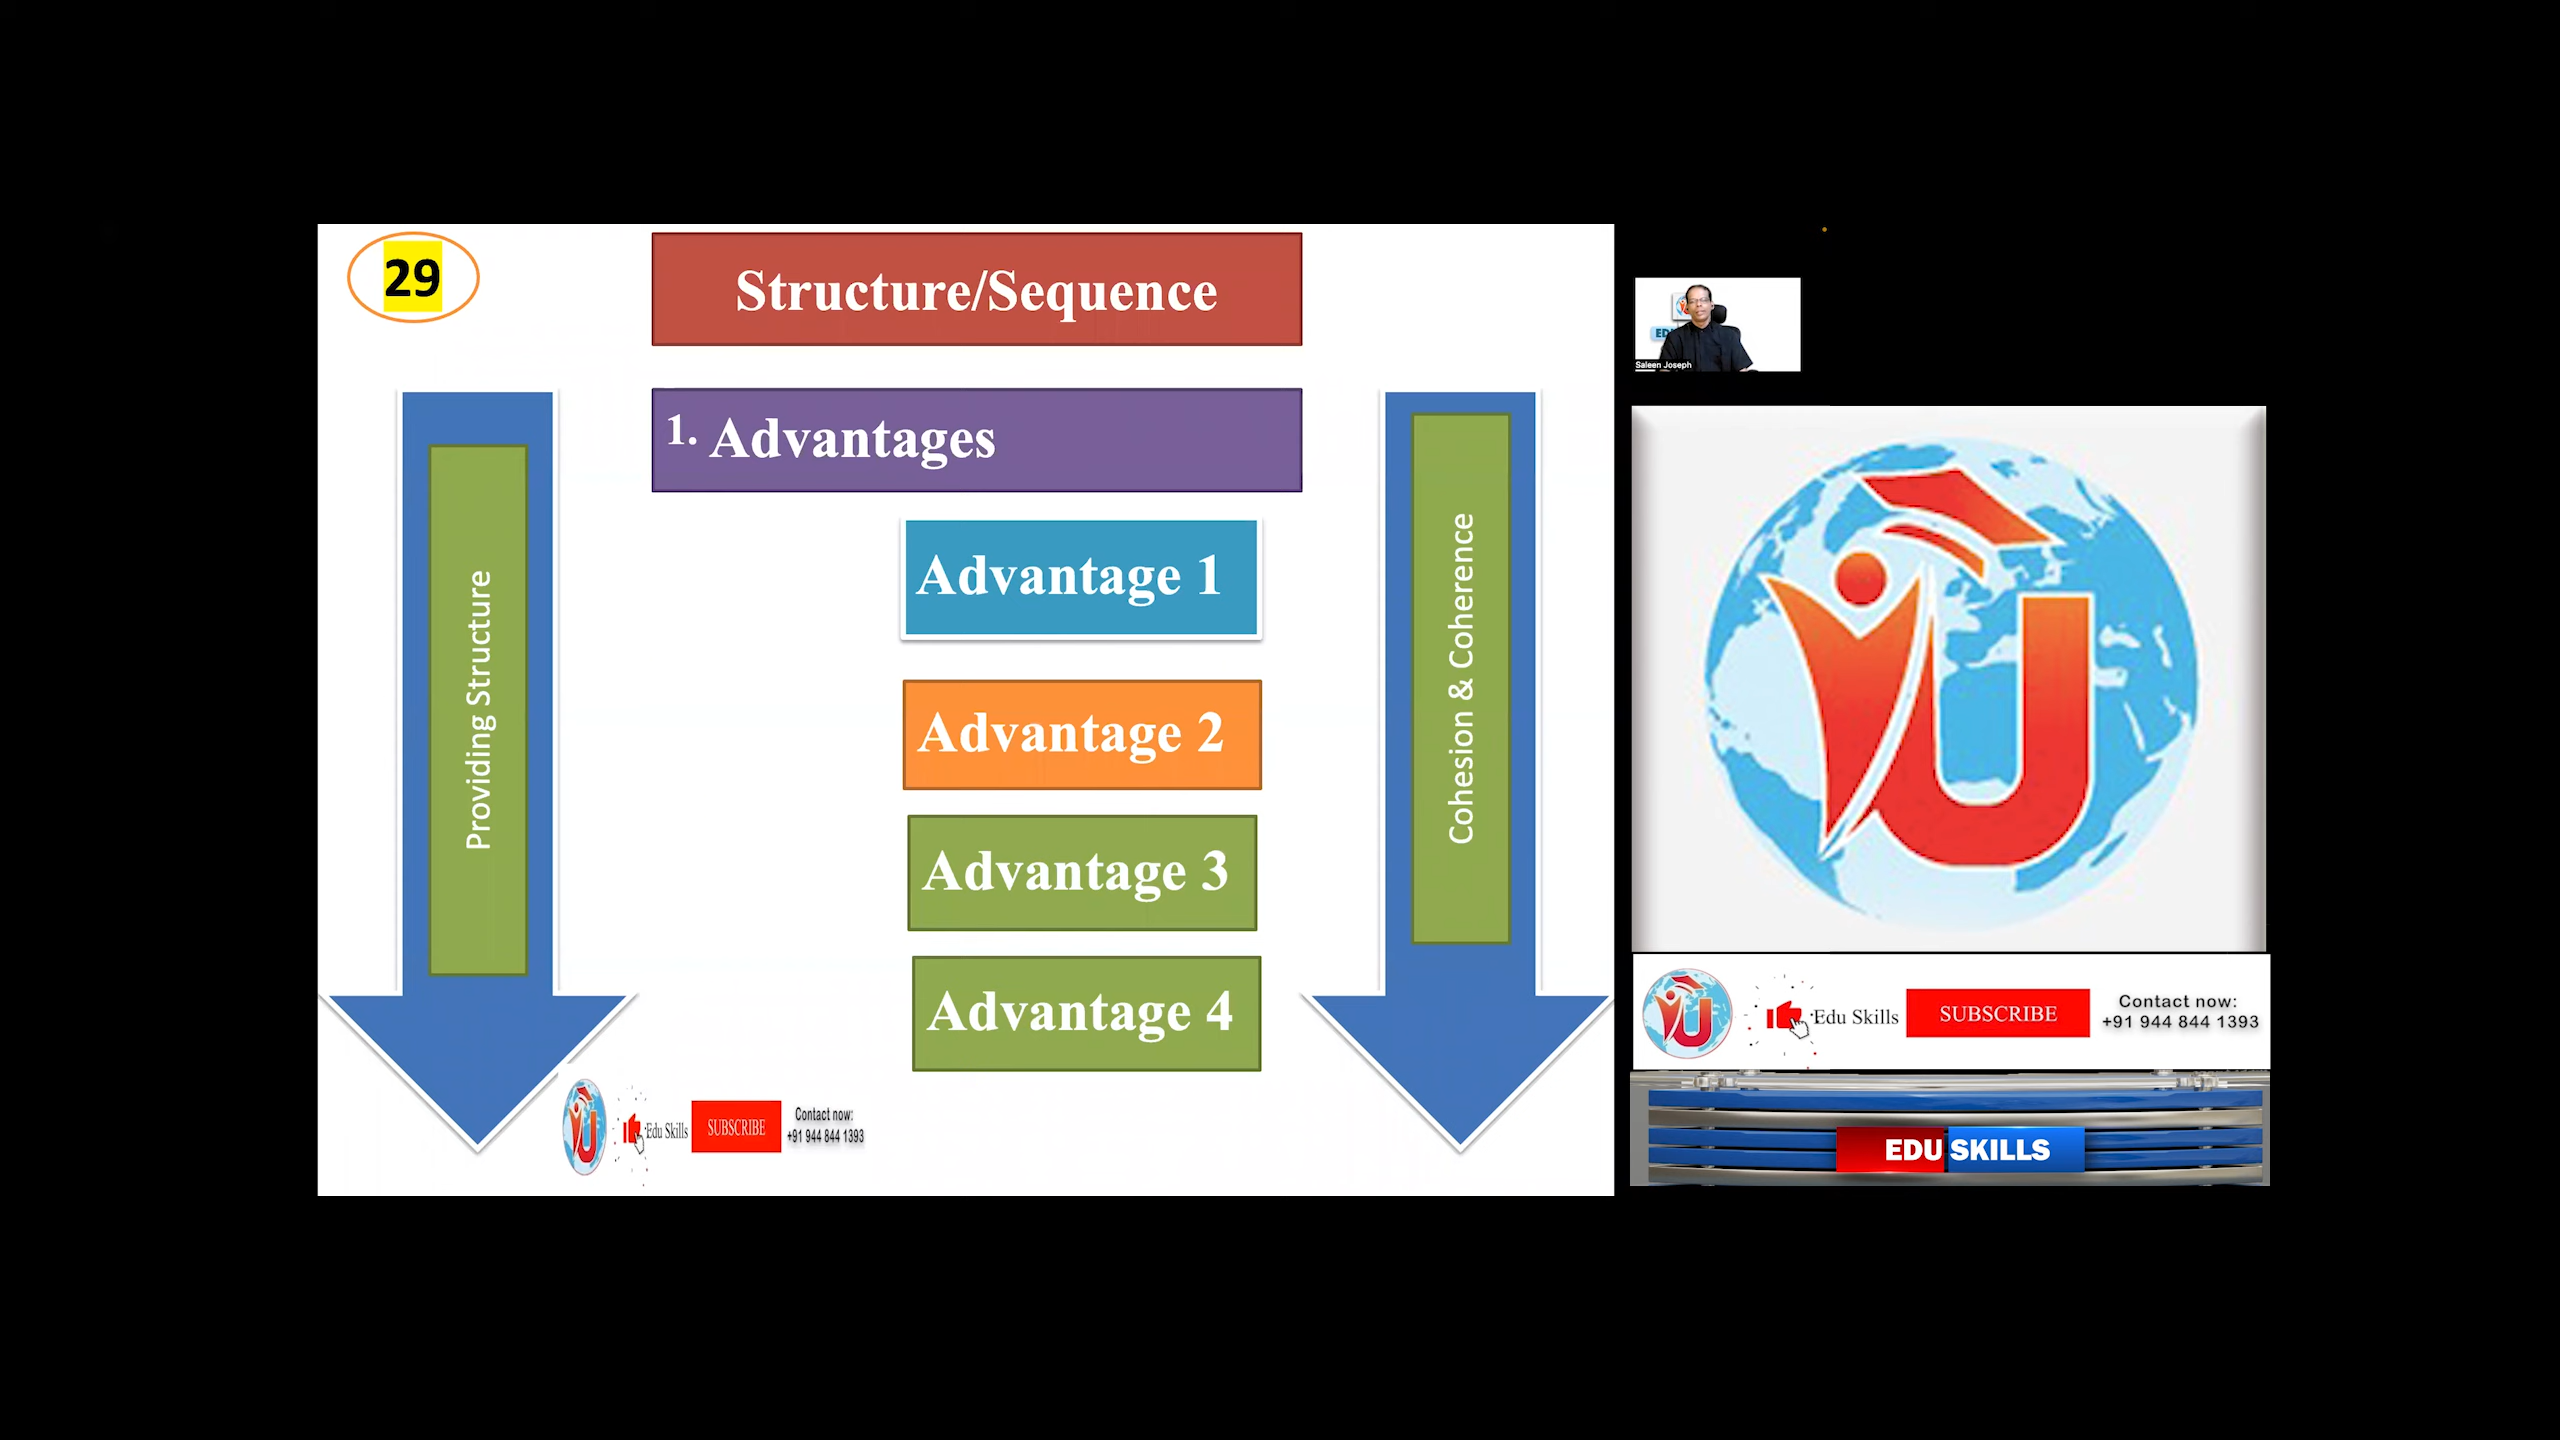 29
Structure/Sequence
1. Advantages
Advantage 1
Advantage 2
Advantage 3
Advantage 4
Providing Structure
Cohesion & Coherence
Edu Skills
SUBSCRIBE
Contact now:
+91 944 844 1393
Saleen Joseph
Edu Skills
SUBSCRIBE
Contact now:
+91 944 844 1393
EDU SKILLS